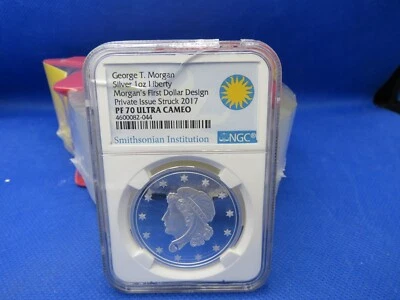 George T. Morgan
Silver 1oz Liberty
Morgan's First Dollar Design
Private Issue Struck 2017
PF 70 ULTRA CAMEO
4600082-044
Smithsonian Institution
NGC